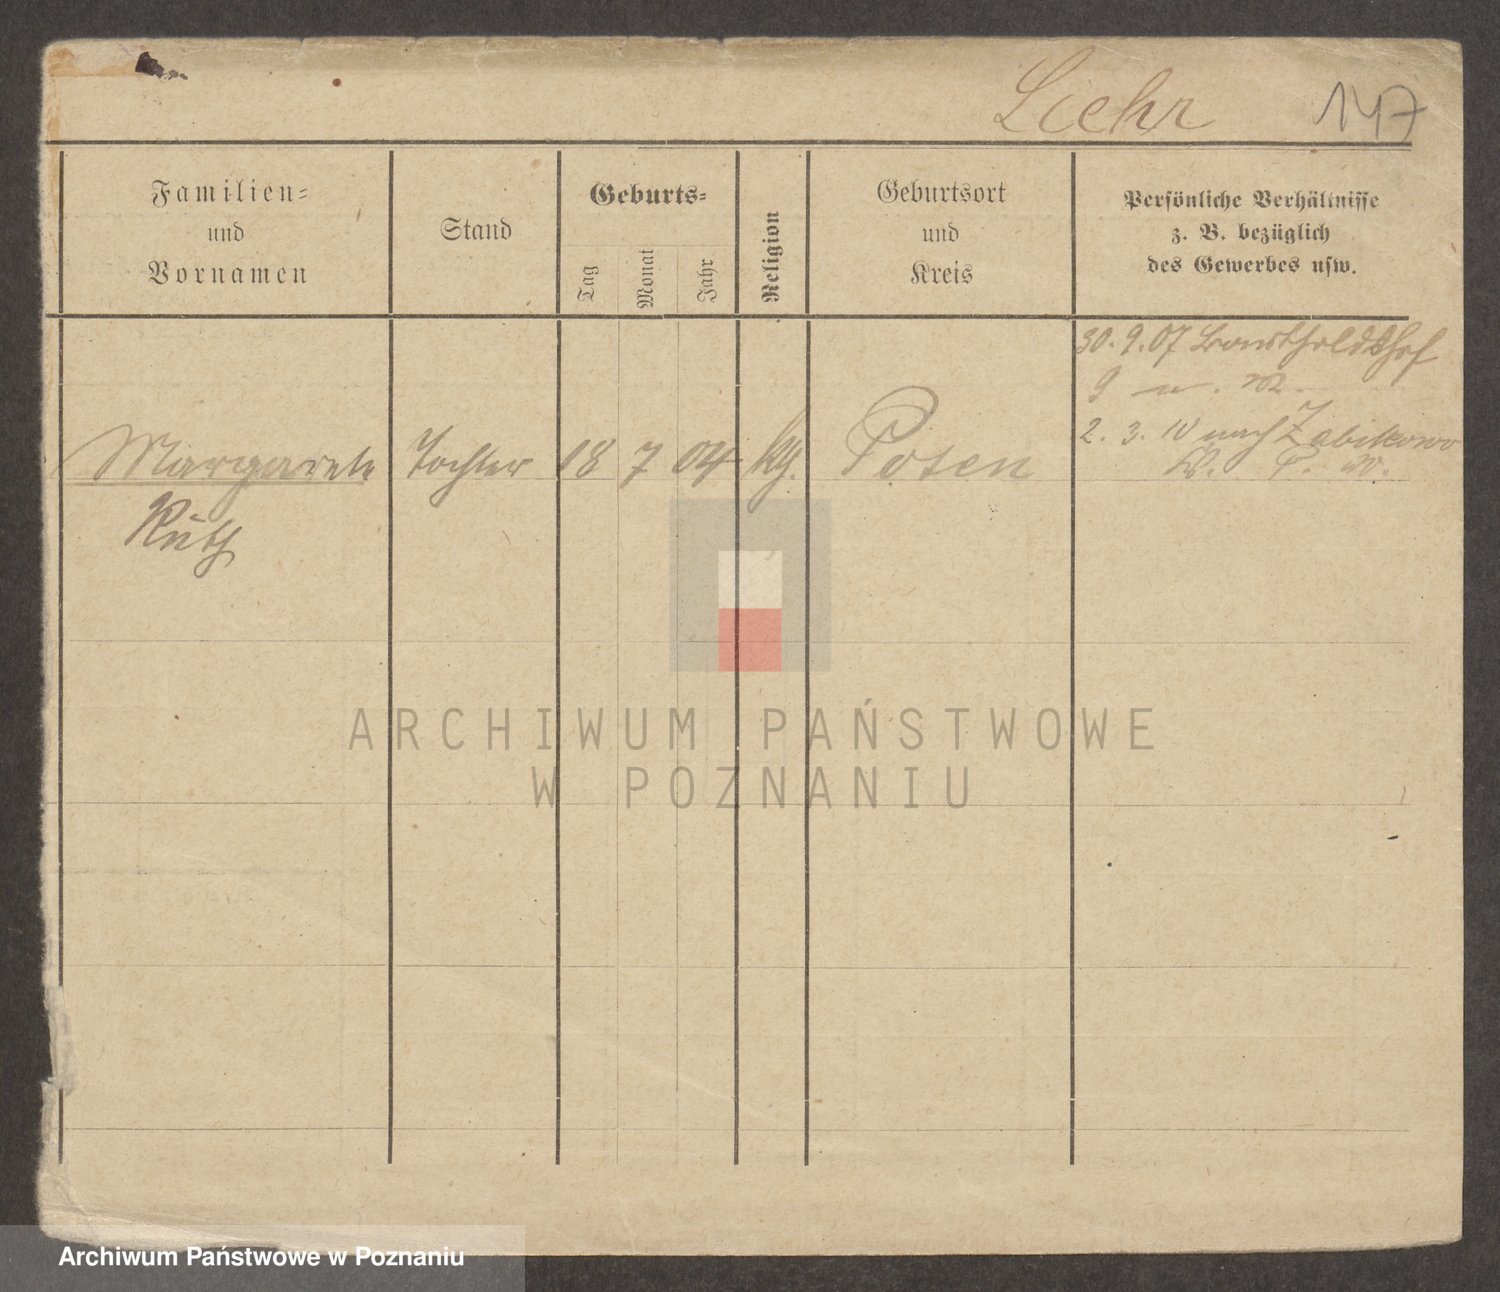 Liehr 147
Familien=
und
Vornamen
Stand
Geburts=
Tag
Monat
Jahr
Religion
Geburtsort
und
Kreis
Persönliche Verhältnisse
z. B. bezüglich
des Gewerbes usw.
30. 9. 07
9
2. 3. 10 nach Zabikowo
Margarete Tochter 18 7 04 kth. Posen
Ruth
ARCHIWUM PAŃSTWOWE
W POZNANIU
Archiwum Państwowe w Poznaniu